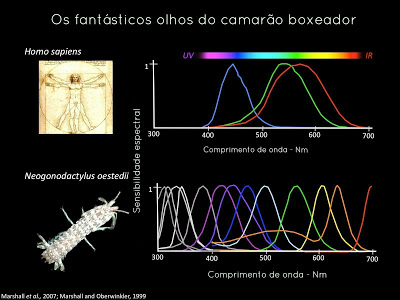 Os fantásticos olhos do camarão boxeador
Homo sapiens
UV
IR
1
300
400
500
600
700
Comprimento de onda - Nm
Sensibilidade espectral
Neogonodactylus oestedii
1
300
400
500
600
700
Comprimento de onda - Nm
Marshall et al., 2007; Marshall and Oberwinkler, 1999